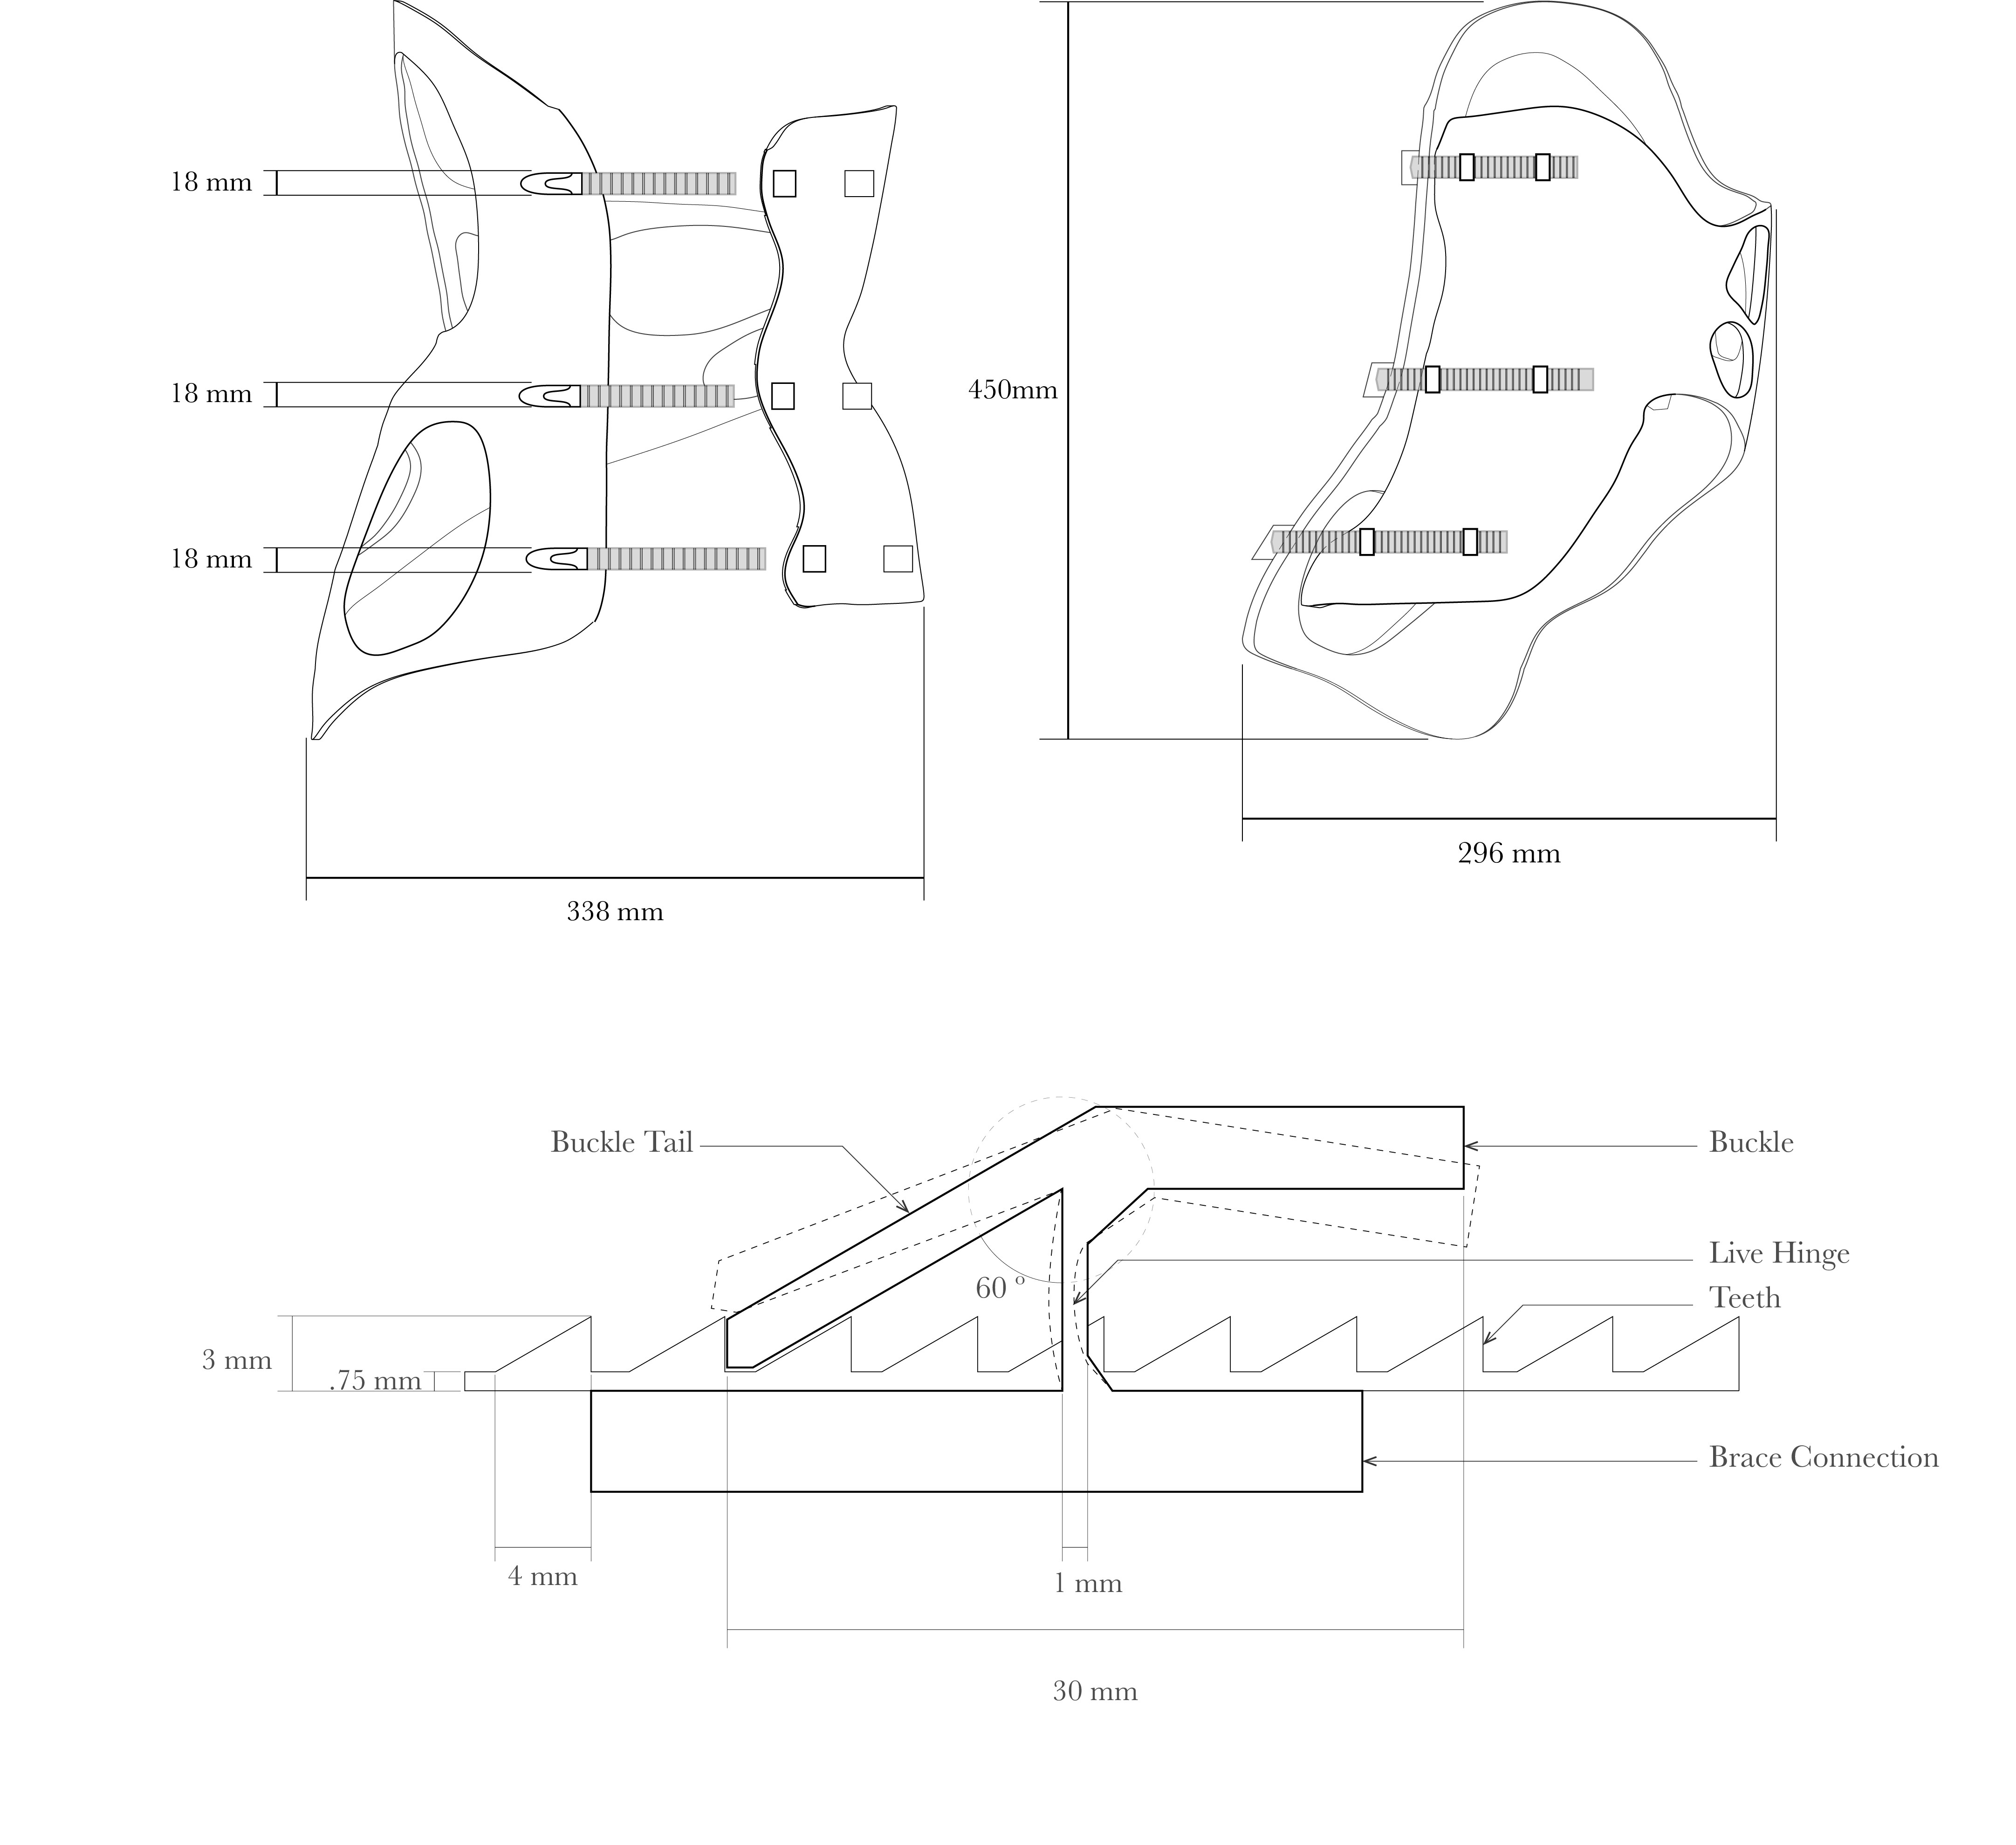 18 mm
18 mm
450mm
18 mm
296 mm
338 mm
Buckle Tail
Buckle
Live Hinge
60 º
Teeth
3 mm
.75 mm
Brace Connection
4 mm
1 mm
30 mm